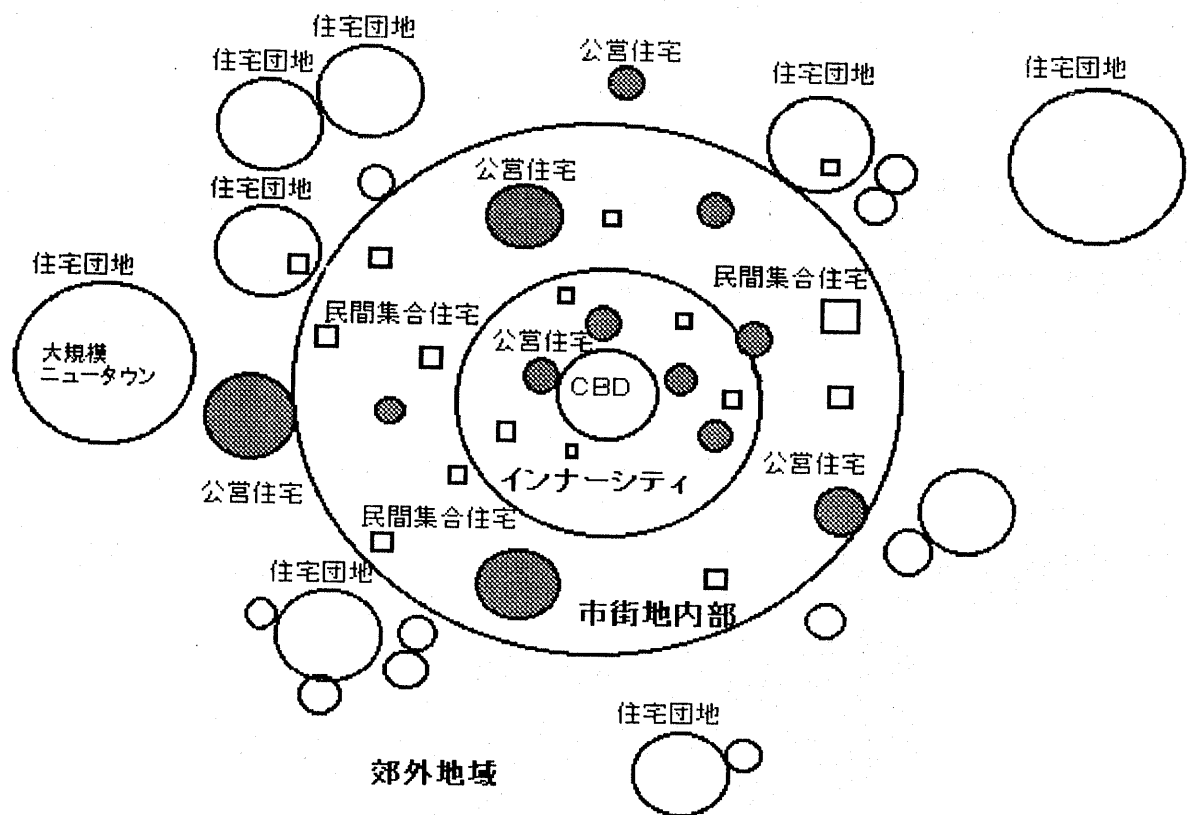 住宅団地
住宅団地
公営住宅
住宅団地
住宅団地
公営住宅
住宅団地
住宅団地
民間集合住宅
民間集合住宅
公営住宅
大規模
ニュータウン
CBD
公営住宅
インナーシティ
公営住宅
民間集合住宅
住宅団地
市街地内部
住宅団地
郊外地域